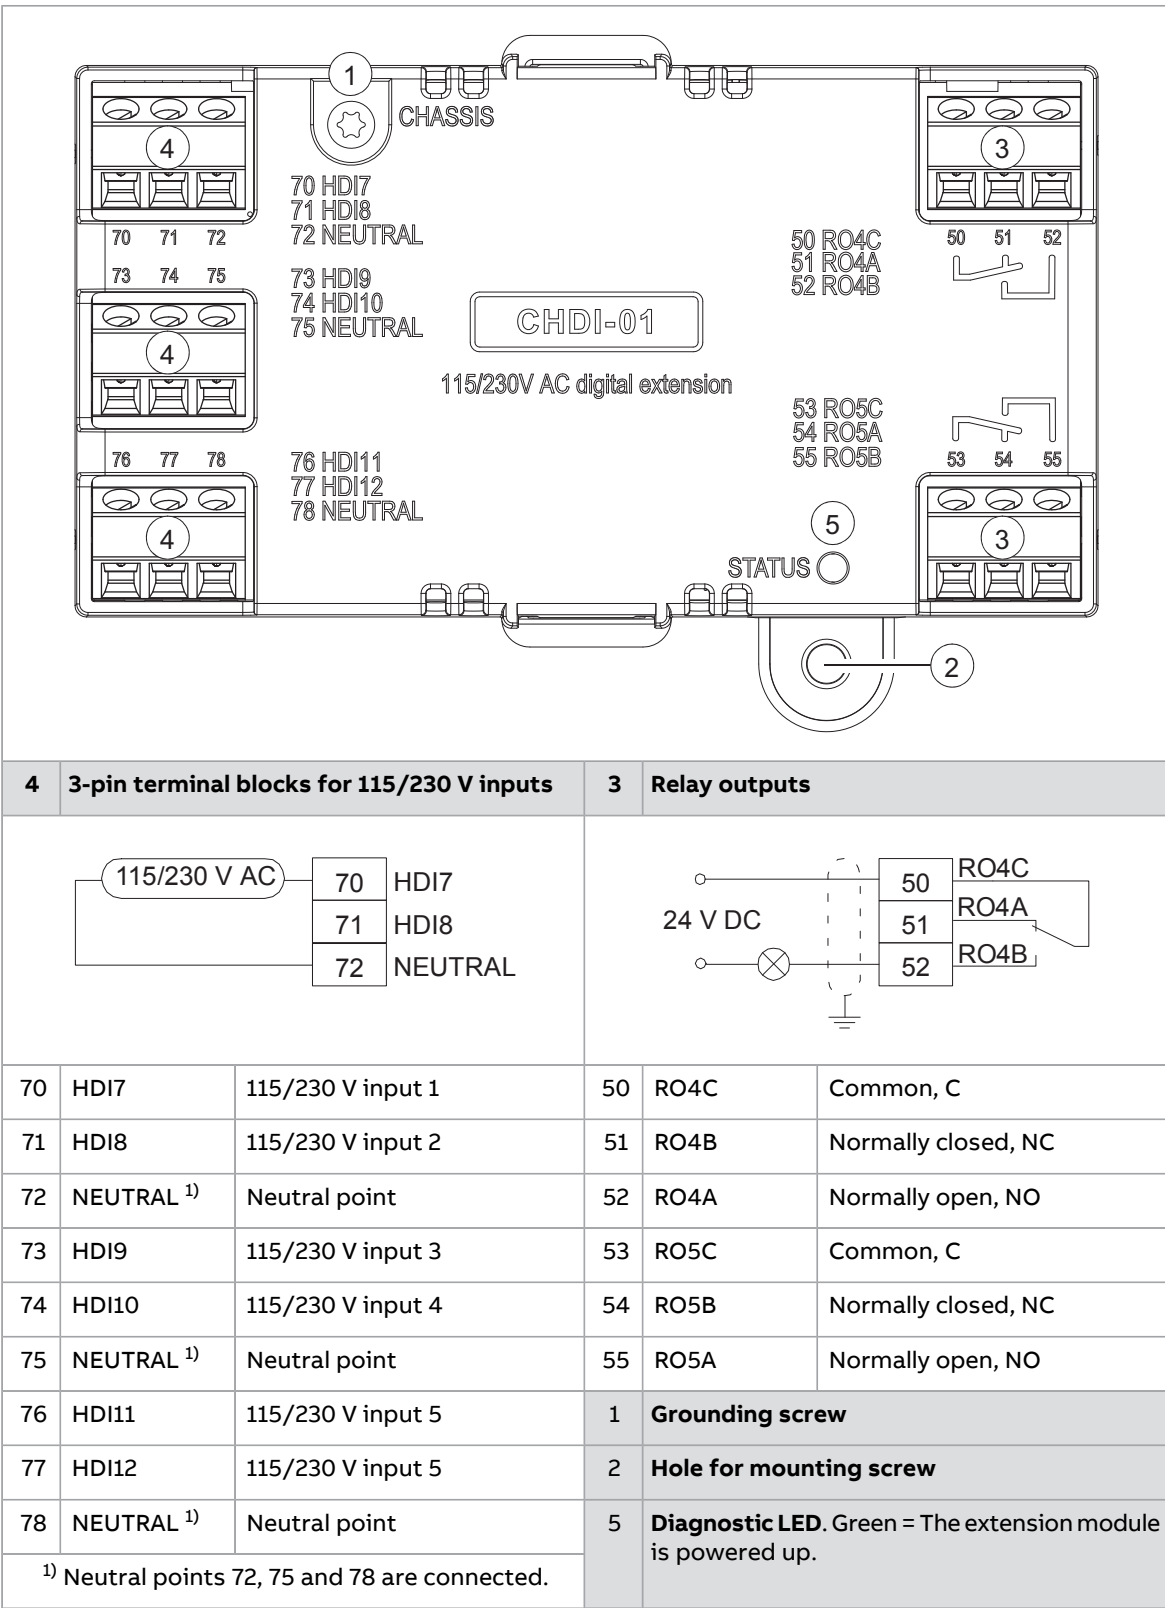 1
CHASSIS
4
3
70 HDI7
71 HDI8
72 NEUTRAL
70 71 72
50 RO4C
51 RO4A
52 RO4B
50 51 52
73 74 75
73 HDI9
74 HDI10
75 NEUTRAL
CHDI-01
4
115/230V AC digital extension
53 RO5C
54 RO5A
55 RO5B
53 54 55
76 77 78
76 HDI11
77 HDI12
78 NEUTRAL
4
5
STATUS
3
2
4 3-pin terminal blocks for 115/230 V inputs 3 Relay outputs
115/230 V AC
70 HDI7
71 HDI8
72 NEUTRAL
24 V DC
50 RO4C
51 RO4A
52 RO4B
70 HDI7 115/230 V input 1 50 RO4C Common, C
71 HDI8 115/230 V input 2 51 RO4B Normally closed, NC
72 NEUTRAL 1) Neutral point 52 RO4A Normally open, NO
73 HDI9 115/230 V input 3 53 RO5C Common, C
74 HDI10 115/230 V input 4 54 RO5B Normally closed, NC
75 NEUTRAL 1) Neutral point 55 RO5A Normally open, NO
76 HDI11 115/230 V input 5 1 Grounding screw
77 HDI12 115/230 V input 5 2 Hole for mounting screw
78 NEUTRAL 1) Neutral point 5 Diagnostic LED. Green = The extension module
is powered up.
1) Neutral points 72, 75 and 78 are connected.